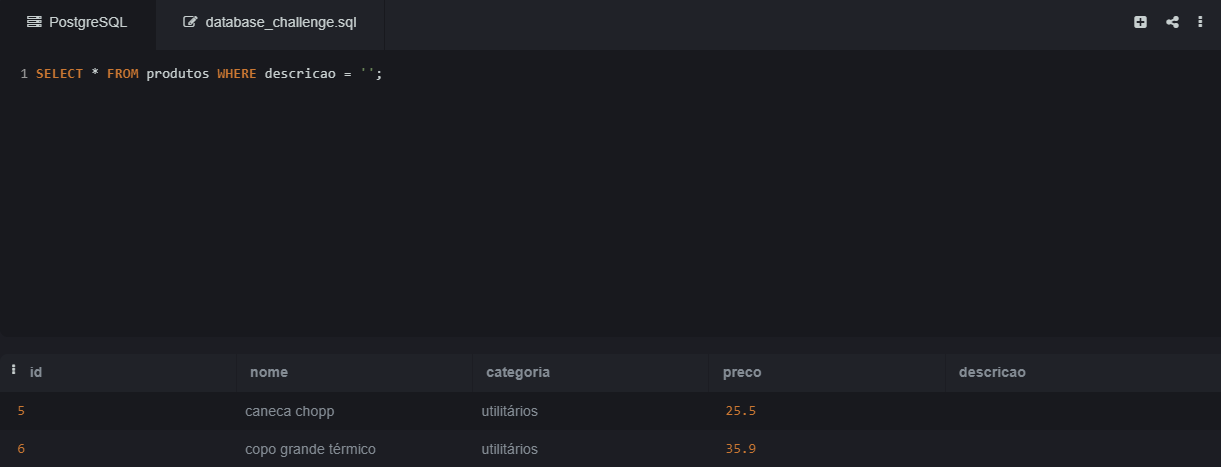 PostgreSQL database_challenge.sql
1 SELECT * FROM produtos WHERE descricao = '';
id nome categoria preco descricao
5 caneca chopp utilitários 25.5
6 copo grande térmico utilitários 35.9